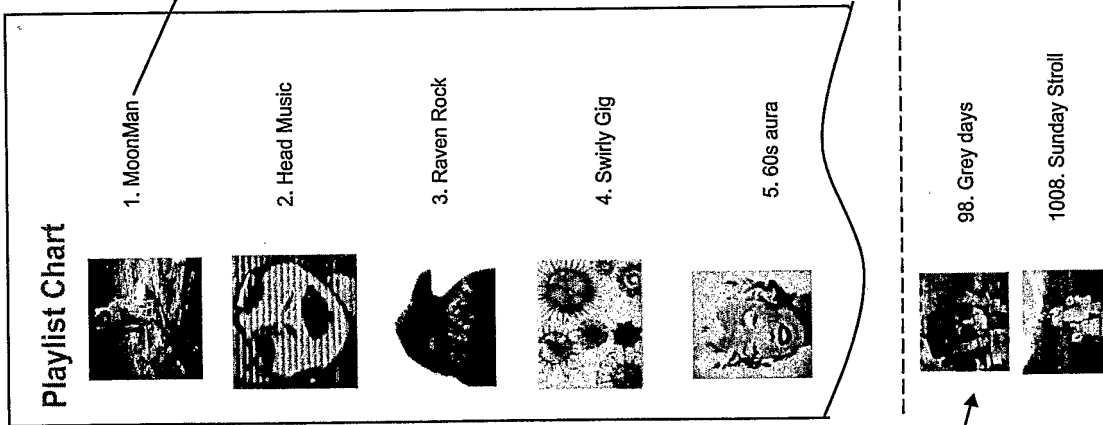 Playlist Chart
1. MoonMan
2. Head Music
3. Raven Rock
4. Swirly Gig
5. 60s aura
98. Grey days
1008. Sunday Stroll